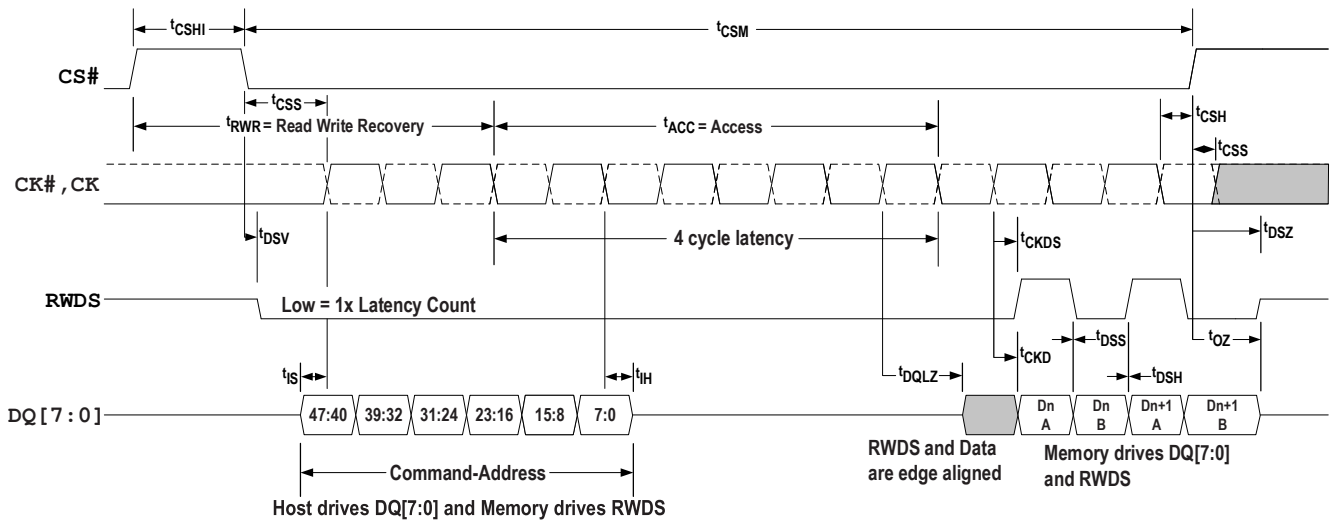 tCSHI
tCSM
CS#
tCSS
tRWR= Read Write Recovery
tACC= Access
tCSH
tCSS
CK#,CK
tDSV
4 cycle latency
tCKDS
tDSZ
RWDS
Low = 1x Latency Count
tIS
tIH
tDQLZ
tCKD
tDSS
tDSH
tOZ
DQ[7:0]
47:40
39:32
31:24
23:16
15:8
7:0
Dn
A
Dn
B
Dn+1
A
Dn+1
B
Command-Address
RWDS and Data
are edge aligned
Memory drives DQ[7:0]
and RWDS
Host drives DQ[7:0] and Memory drives RWDS